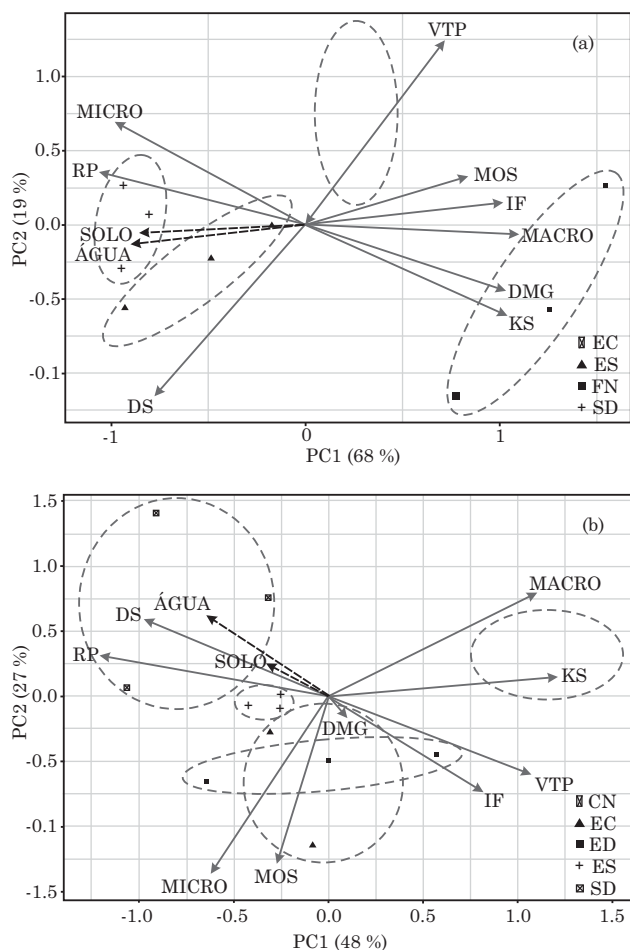 (a)
VTP
1.0
MICRO
0.5
RP
MOS
IF
0.0
SOLO
MACRO
ÁGUA
DMG
-0.5
KS
EC
ES
-0.1
DS
FN
SD
PC2 (19 %)
-1
0
1
PC1 (68 %)
1.5
(b)
1.0
MACRO
ÁGUA
DS
0.5
RP
SOLO
KS
0.0
DMG
-0.5
VTP
IF
CN
-0.1
EC
ED
MICRO
MOS
ES
-1.5
SD
PC2 (27 %)
-1.0
-0.5
0.0
0.5
1.0
1.5
PC1 (48 %)